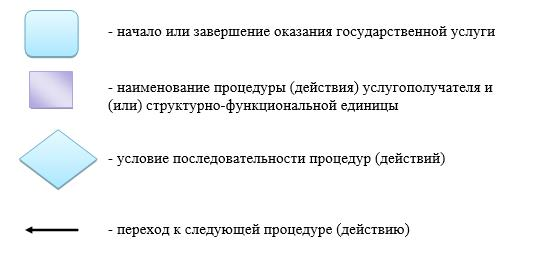 - начало или завершение оказания государственной услуги
- наименование процедуры (действия) услугополучателя и
(или) структурно-функциональной единицы
- условие последовательности процедур (действий)
- переход к следующей процедуре (действию)